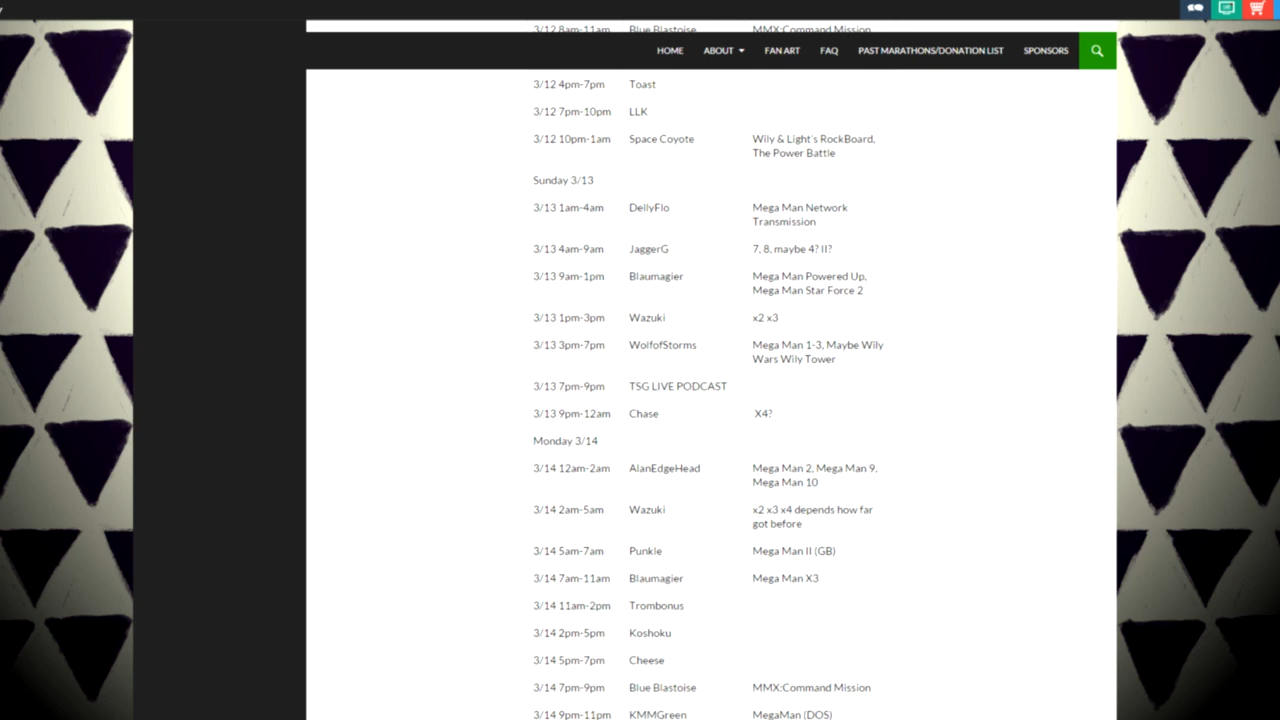 3/12 8am-11am Blue Blastoise MMX:Command Mission
HOME ABOUT FAN ART FAQ PAST MARATHONS/DONATION LIST SPONSORS
3/12 4pm-7pm Toast
3/12 7pm-10pm LLK
3/12 10pm-1am Space Coyote Wily & Light's RockBoard,
The Power Battle
Sunday 3/13
3/13 1am-4am DellyFlo Mega Man Network
Transmission
3/13 4am-9am JaggerG 7, 8, maybe 4? II?
3/13 9am-1pm Blaumagier Mega Man Powered Up,
Mega Man Star Force 2
3/13 1pm-3pm Wazuki x2 x3
3/13 3pm-7pm WolfofStorms Mega Man 1-3, Maybe Wily
Wars Wily Tower
3/13 7pm-9pm TSG LIVE PODCAST
3/13 9pm-12am Chase X4?
Monday 3/14
3/14 12am-2am AlanEdgeHead Mega Man 2, Mega Man 9,
Mega Man 10
3/14 2am-5am Wazuki x2 x3 x4 depends how far
got before
3/14 5am-7am Punkle Mega Man II (GB)
3/14 7am-11am Blaumagier Mega Man X3
3/14 11am-2pm Trombonus
3/14 2pm-5pm Koshoku
3/14 5pm-7pm Cheese
3/14 7pm-9pm Blue Blastoise MMX:Command Mission
3/14 9pm-11pm KMMGreen MegaMan (DOS)